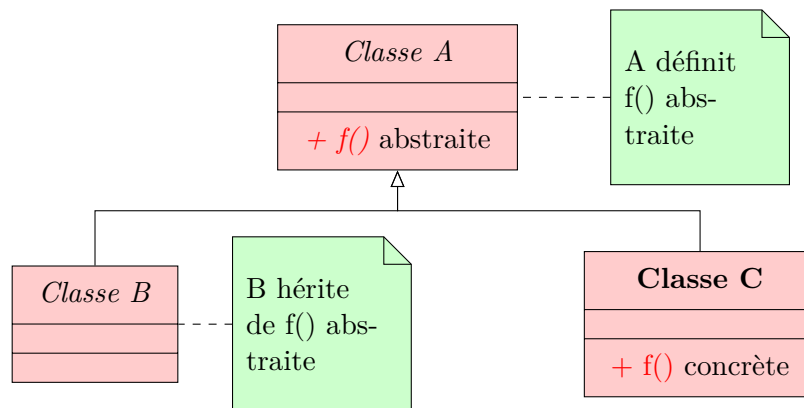 Classe A
+ f() abstraite
A définit
f() abs-
traite
Classe B
B hérite
de f() abs-
traite
Classe C
+ f() concrète